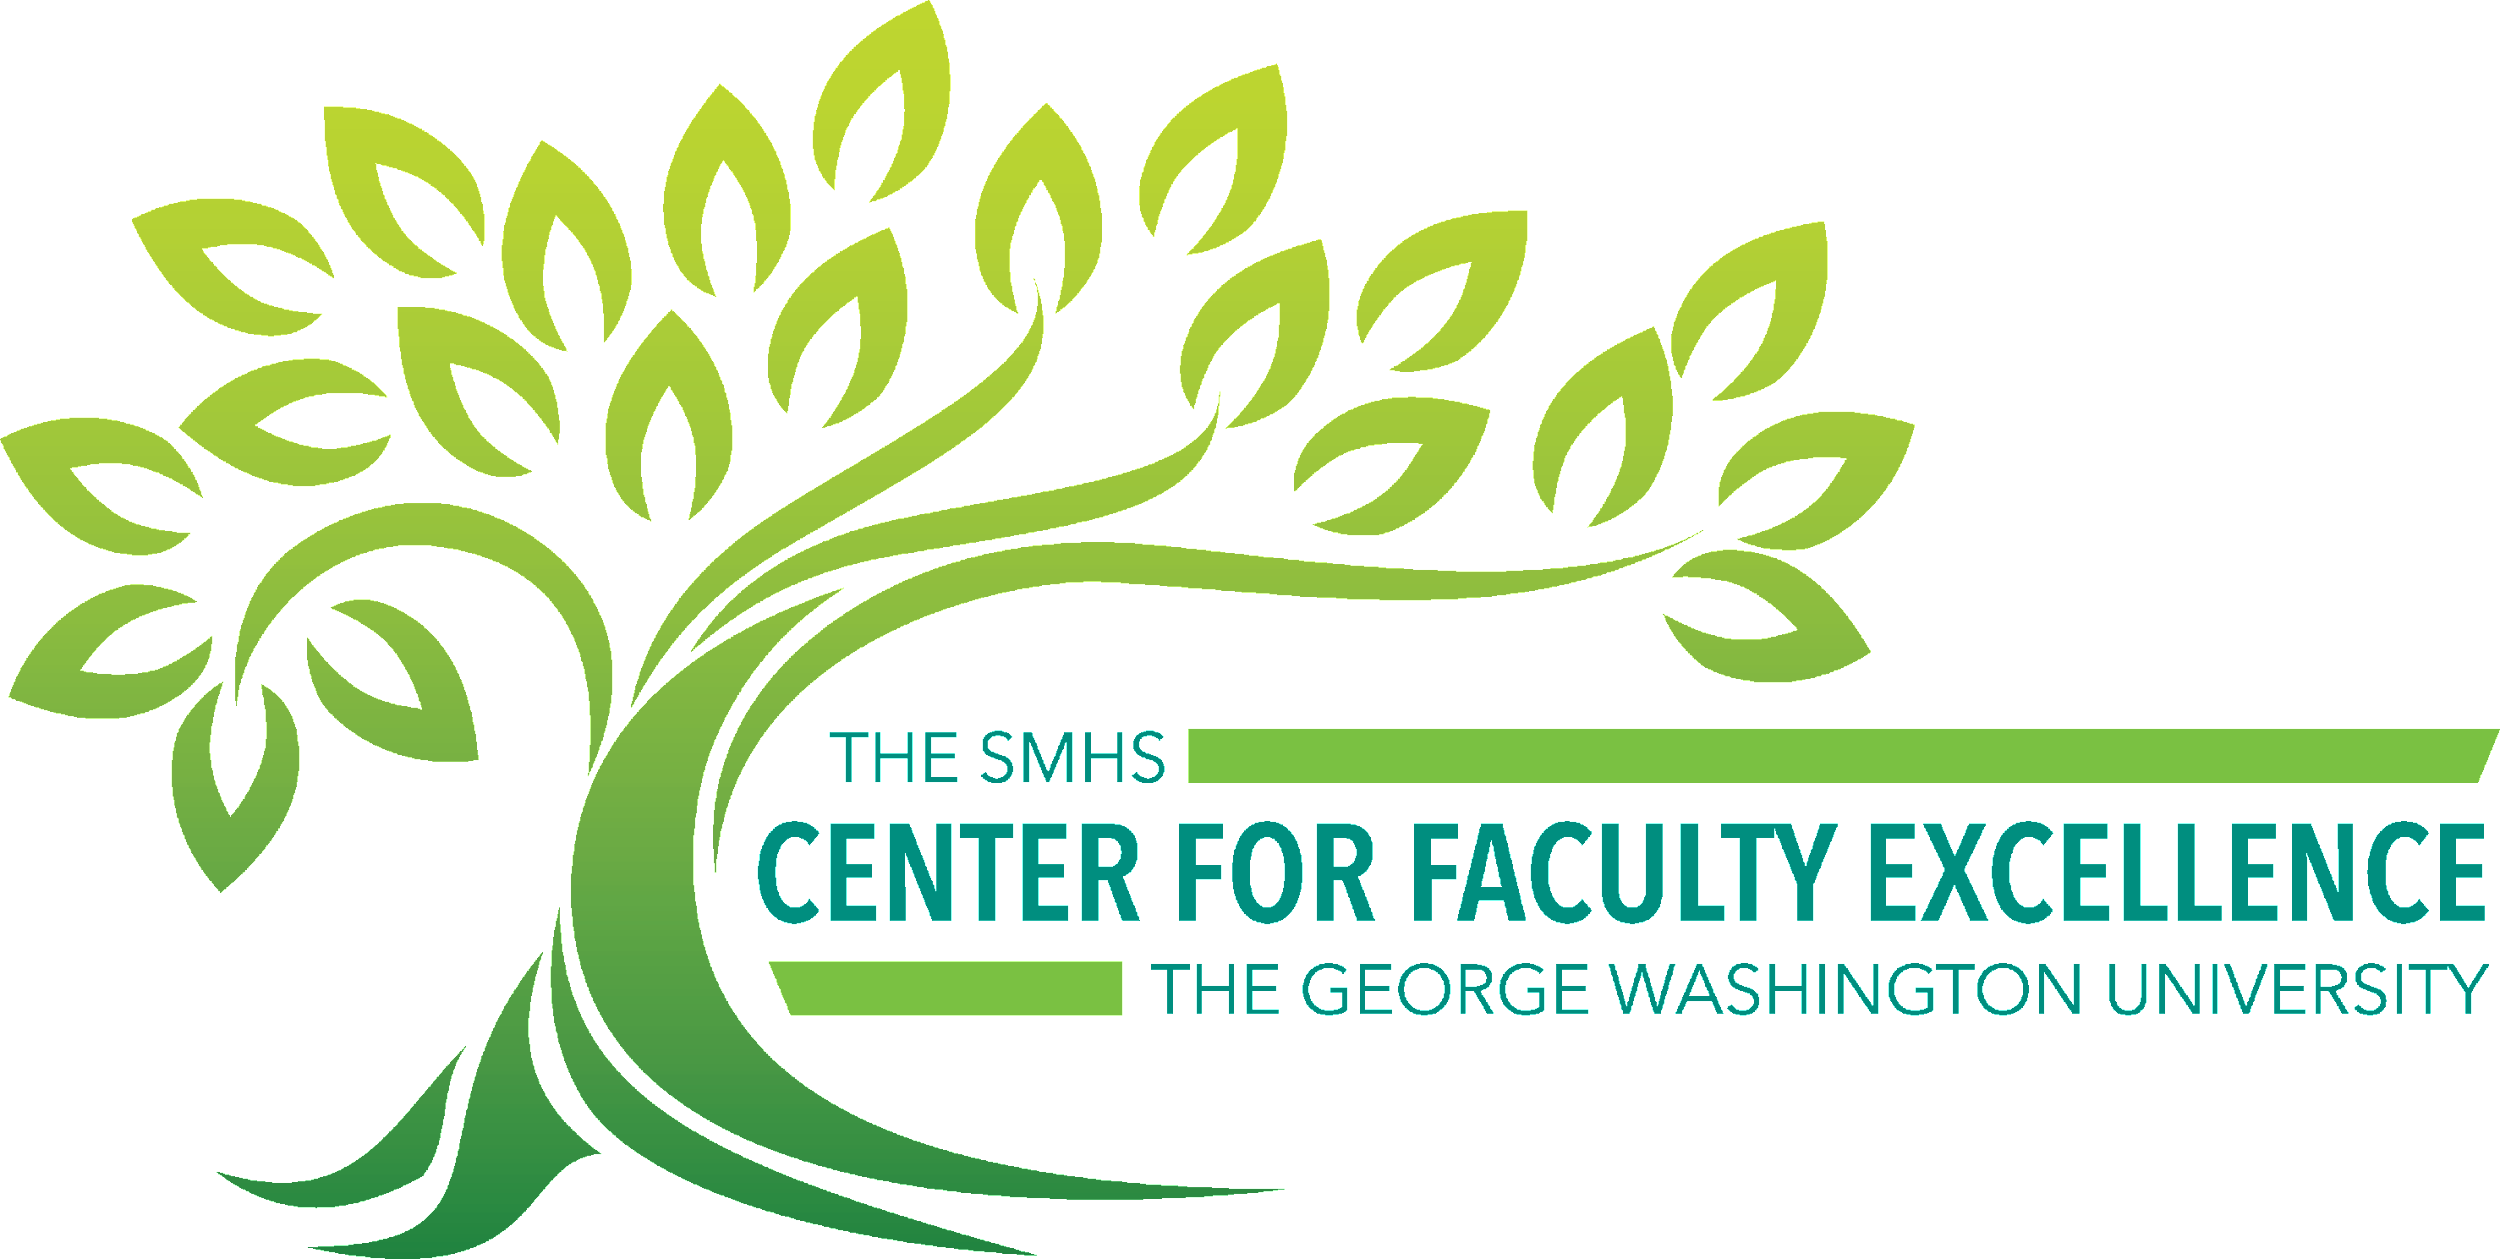 THE SMHS
CENTER FOR FACULTY EXCELLENCE
THE GEORGE WASHINGTON UNIVERSITY